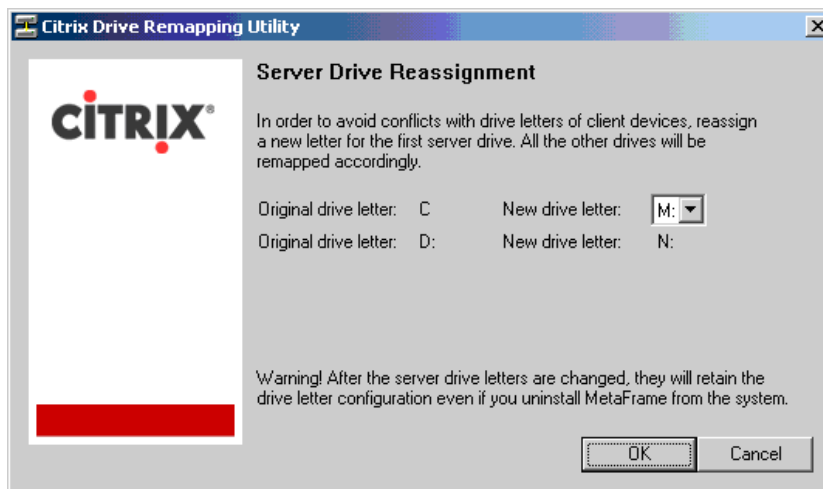 Citrix Drive Remapping Utility
CITRIX®
Server Drive Reassignment
In order to avoid conflicts with drive letters of client devices, reassign
a new letter for the first server drive. All the other drives will be
remapped accordingly.
Original drive letter: C New drive letter: M:
Original drive letter: D: New drive letter: N:
Warning! After the server drive letters are changed, they will retain the
drive letter configuration even if you uninstall MetaFrame from the system.
OK Cancel